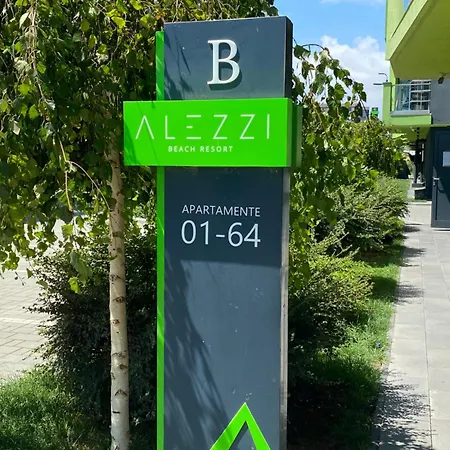 B
ALEZZI
BEACH RESORT
APARTAMENTE
01-64